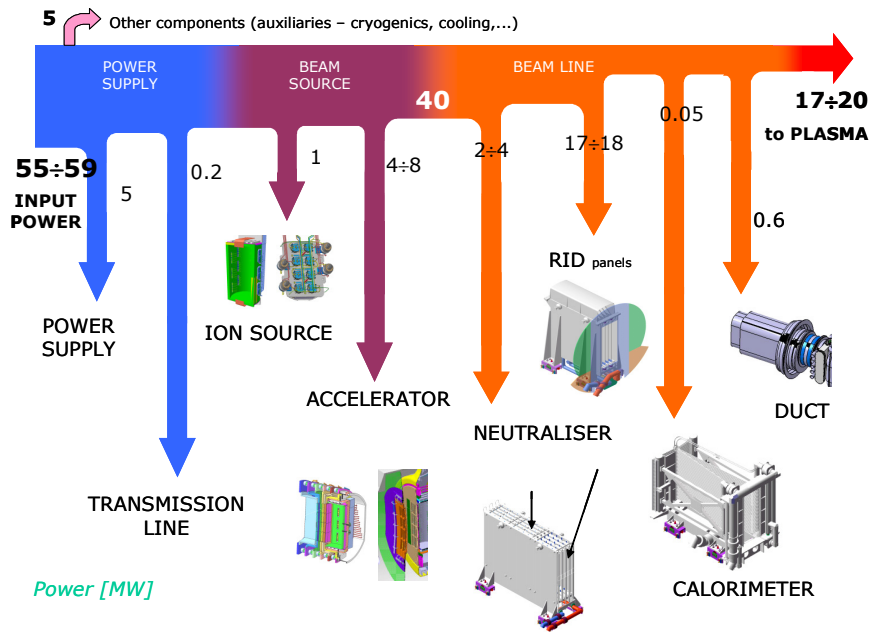 5
Other components (auxiliaries – cryogenics, cooling,...)
POWER
SUPPLY
BEAM
SOURCE
BEAM LINE
40
17÷20
to PLASMA
55÷59
INPUT
POWER
5
0.2
1
4÷8
2÷4
17÷18
0.05
0.6
POWER
SUPPLY
ION SOURCE
RID panels
ACCELERATOR
DUCT
NEUTRALISER
TRANSMISSION
LINE
CALORIMETER
Power [MW]